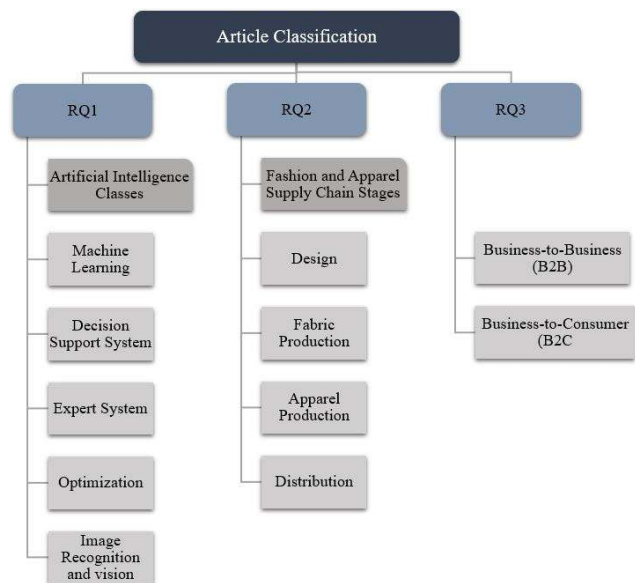 Article Classification
RQ1
RQ2
RQ3
Artificial Intelligence
Classes
Fashion and Apparel
Supply Chain Stages
Machine
Learning
Design
Business-to-Business
(B2B)
Decision
Support System
Fabric
Production
Business-to-Consumer
(B2C
Expert System
Apparel
Production
Optimization
Distribution
Image
Recognition
and vision